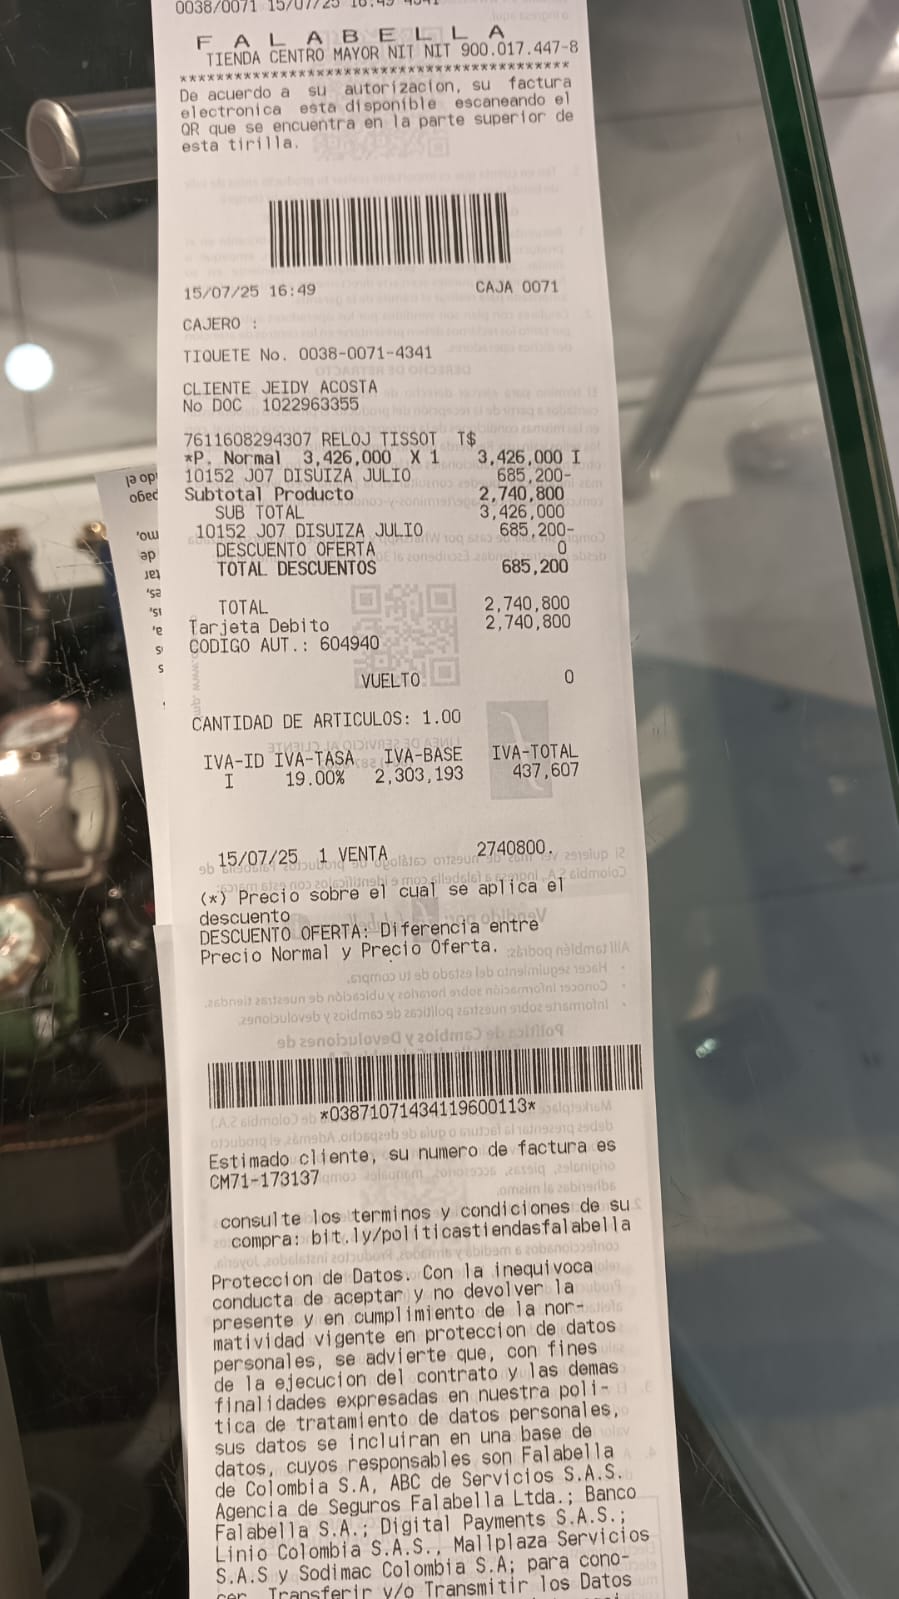 0038/0071 15/07/25 16:49 4341
F A L A B E L L A
TIENDA CENTRO MAYOR NIT NIT 900.017.447-8
*******************************************
De acuerdo a su autorizacion, su factura
electronica esta disponible escaneando el
QR que se encuentra en la parte superior de
esta tirilla.
15/07/25 16:49 CAJA 0071
CAJERO :
TIQUETE No. 0038-0071-4341
CLIENTE JEIDY ACOSTA
No DOC 1022963355
7611608294307 RELOJ TISSOT T$
*P. Normal 3,426,000 X 1 3,426,000 I
10152 J07 DISUIZA JULIO 685,200-
Subtotal Producto 2,740,800
SUB TOTAL 3,426,000
10152 J07 DISUIZA JULIO 685,200-
DESCUENTO OFERTA 0
TOTAL DESCUENTOS 685,200
TOTAL 2,740,800
Tarjeta Debito 2,740,800
CODIGO AUT.: 604940
VUELTO 0
CANTIDAD DE ARTICULOS: 1.00
IVA-ID IVA-TASA IVA-BASE IVA-TOTAL
I 19.00% 2,303,193 437,607
15/07/25 1 VENTA 2740800.
(*) Precio sobre el cual se aplica el
descuento
DESCUENTO OFERTA: Diferencia entre
Precio Normal y Precio Oferta.
*03871071434119600113*
Estimado cliente, su numero de factura es
CM71-173137
consulte los terminos y condiciones de su
compra: bit.ly/politicastiendasfalabella
Proteccion de Datos. Con la inequivoca
conducta de aceptar y no devolver la
presente y en cumplimiento de la nor-
matividad vigente en proteccion de datos
personales, se advierte que, con fines
de la ejecucion del contrato y las demas
finalidades expresadas en nuestra poli-
tica de tratamiento de datos personales,
sus datos se incluiran en una base de
datos, cuyos responsables son Falabella
de Colombia S.A, ABC de Servicios S.A.S.
Agencia de Seguros Falabella Ltda.; Banco
Falabella S.A.; Digital Payments S.A.S.;
Linio Colombia S.A.S., Mallplaza Servicios
S.A.S y Sodimac Colombia S.A; para cono-
cer, Transferir y/o Transmitir los Datos